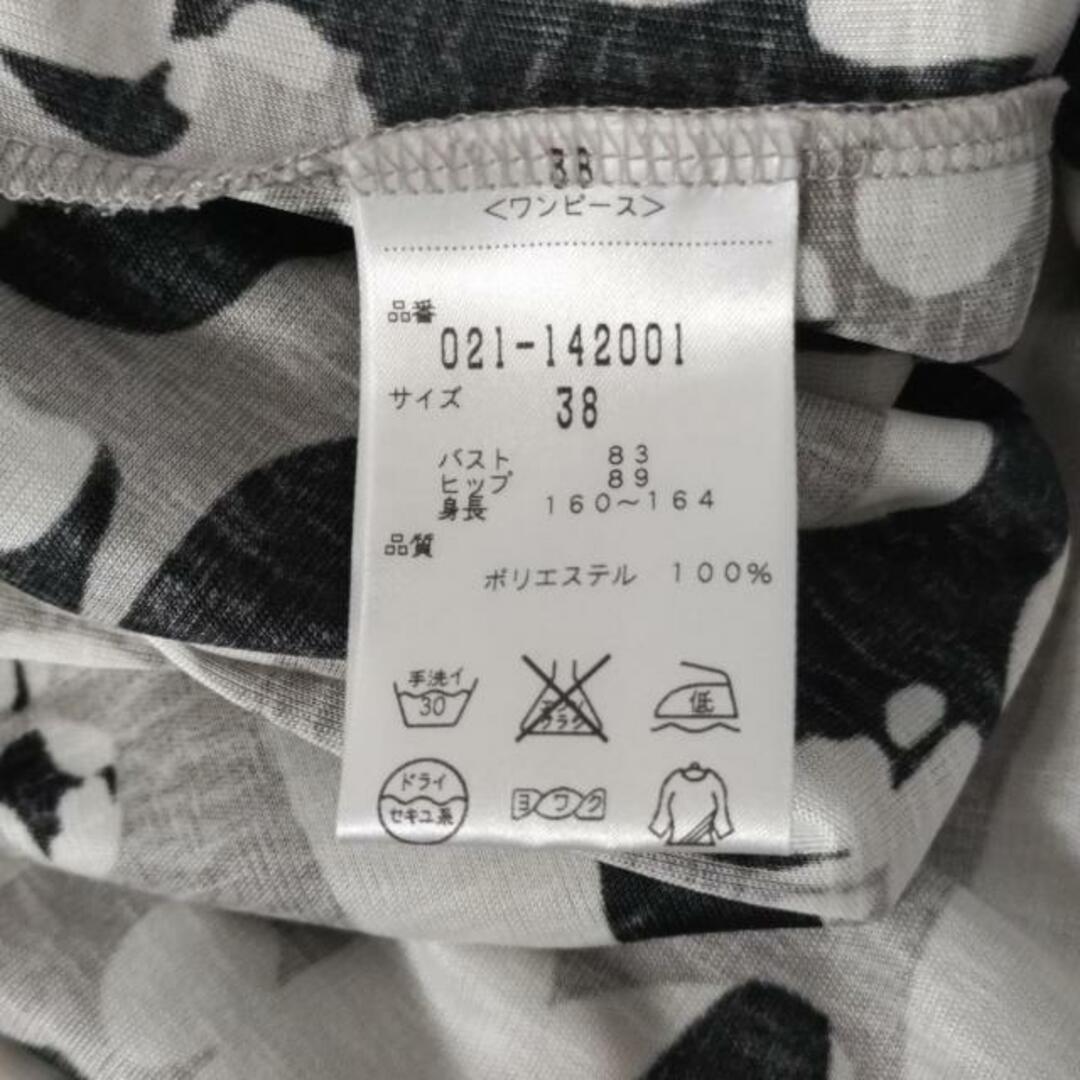 38
<ワンピース>
品番
021-142001
サイズ
38
バスト 83
ヒップ 89
身長 160~164
品質
ポリエステル 100%
手洗イ
30
低
ドライ
セキユ系
ヨワク